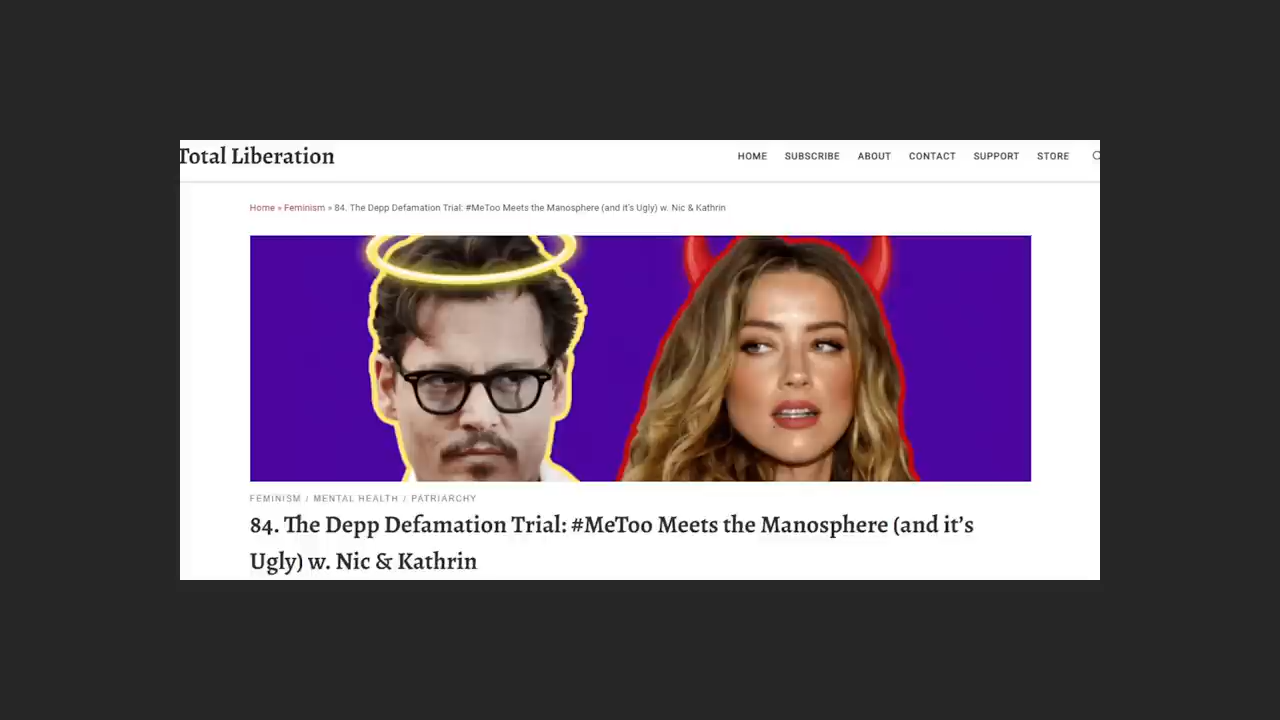 Total Liberation
HOME SUBSCRIBE ABOUT CONTACT SUPPORT STORE
Home » Feminism » 84. The Depp Defamation Trial: #MeToo Meets the Manosphere (and it's Ugly) w. Nic & Kathrin
FEMINISM / MENTAL HEALTH / PATRIARCHY
84. The Depp Defamation Trial: #MeToo Meets the Manosphere (and it's
Ugly) w. Nic & Kathrin